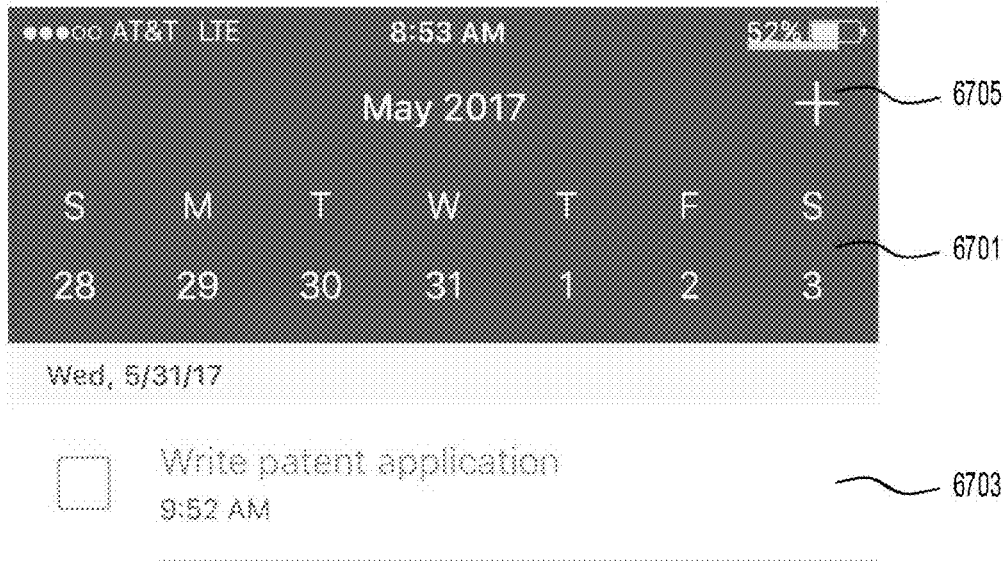 AT&T LTE 8:53 AM 52%
May 2017 + 6705
S M T W T F S
6701
28 29 30 31 1 2 3
Wed, 5/31/17
Write patent application
6703
9:52 AM